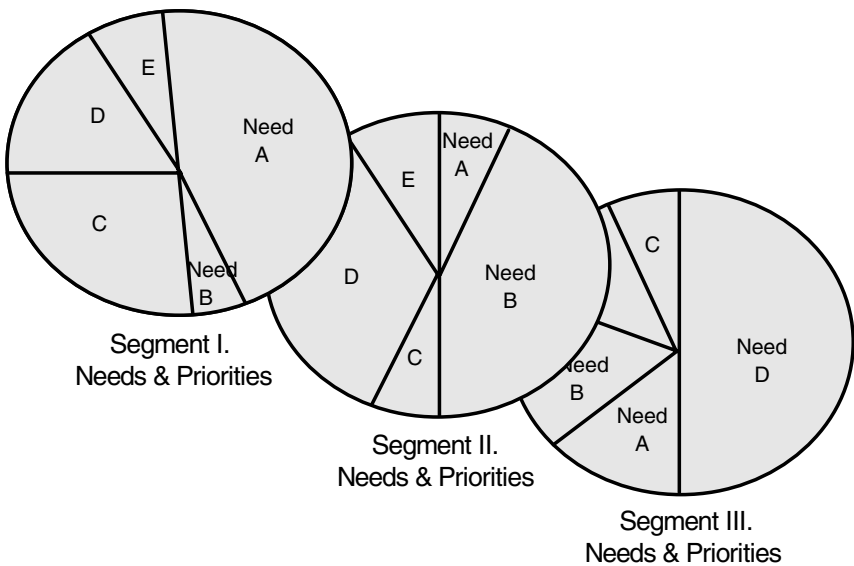 E
D
Need
A
C
Need
B
Segment I.
Needs & Priorities
Need
A
E
D
Need
B
C
Segment II.
Needs & Priorities
C
Need
D
Need
B
Need
A
Segment III.
Needs & Priorities